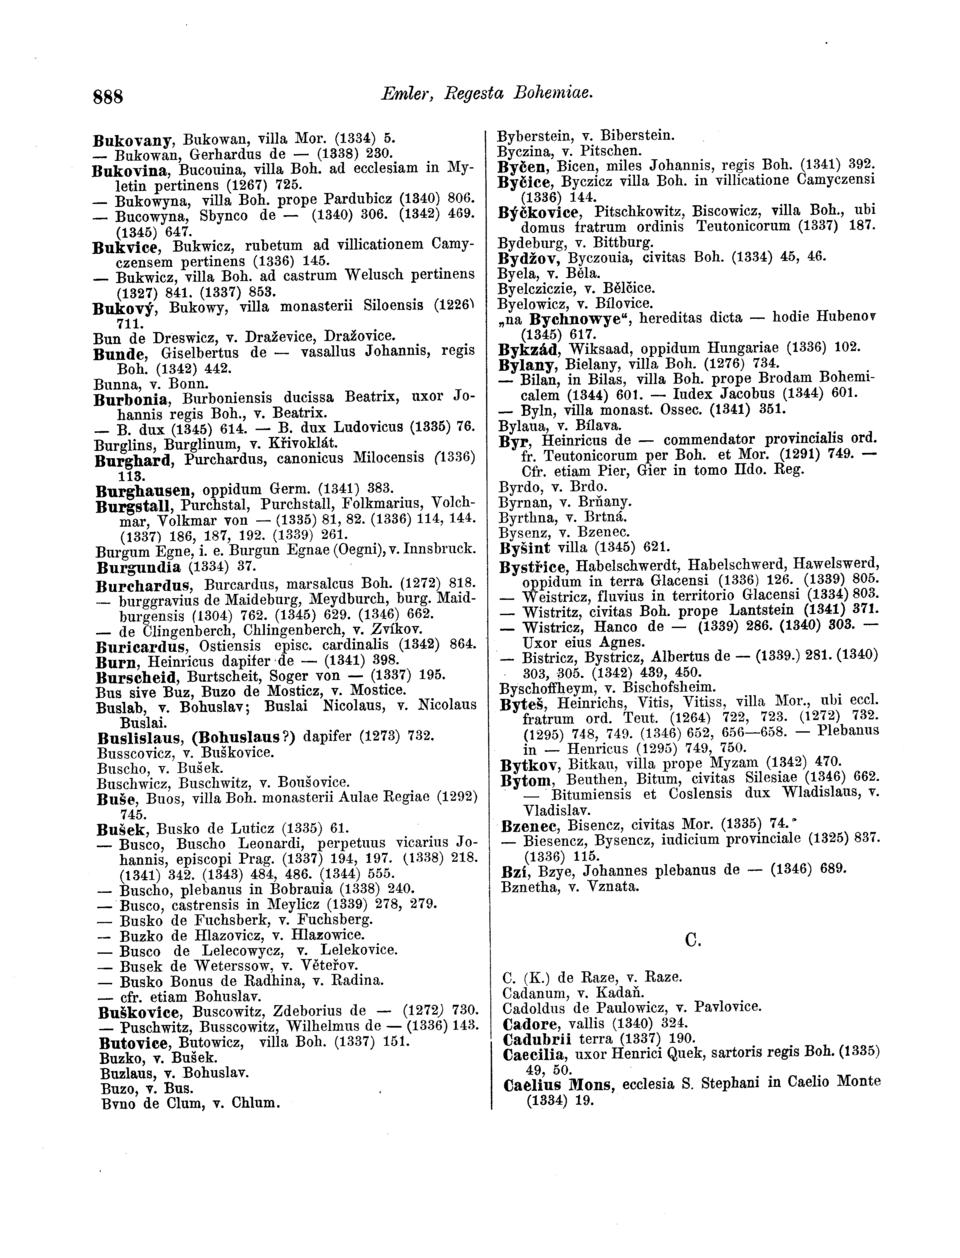 888
Emler, Regesta Bohemiae.
Bukovany, Bukowan, villa Mor. (1334) 5.
— Bukowan, Gerhardus de — (1338) 230.
Bukovina, Bucouina, villa Boh. ad ecclesiam in My-
letin pertinens (1267) 725.
— Bukowyna, villa Boh. prope Pardubicz (1340) 806.
— Bucowyna, Sbynco de — (1340) 306. (1342) 469.
(1345) 647.
Bukvice, Bukwicz, rubetum ad villicationem Camy-
czensem pertinens (1336) 145.
— Bukwicz, villa Boh. ad castrum Welusch pertinens
(1327) 841. (1337) 853.
Bukový, Bukowy, villa monasterii Siloensis (1226)
711.
Bun de Dreswicz, v. Draževice, Dražovice.
Bunde, Giselbertus de — vasallus Johannis, regis
Boh. (1342) 442.
Bunna, v. Bonn.
Burbonia, Burboniensis ducissa Beatrix, uxor Jo-
hannis regis Boh., v. Beatrix.
— B. dux (1345) 614. — B. dux Ludovicus (1335) 76.
Burglins, Burglinum, v. Křivoklát.
Burghard, Purchardus, canonicus Milocensis (1336)
113.
Burghausen, oppidum Germ. (1341) 383.
Burgstall, Purchstal, Purchstall, Folkmarius, Volch-
mar, Volkmar von — (1335) 81, 82. (1336) 114, 144.
(1337) 186, 187, 192. (1339) 261.
Burgum Egne, i. e. Burgun Egnae (Oegni), v. Innsbruck.
Burgundia (1334) 37.
Burchardus, Burcardus, marsalcus Boh. (1272) 818.
— burggravius de Maideburg, Meydburch, burg. Maid-
burgensis (1304) 762. (1345) 629. (1346) 662.
— de Clingenberch, Chlingenberch, v. Zvíkov.
Buricardus, Ostiensis episc. cardinalis (1342) 864.
Burn, Heinricus dapifer de — (1341) 398.
Burscheid, Burtscheit, Soger von — (1337) 195.
Bus sive Buz, Buzo de Mosticz, v. Mostice.
Buslab, v. Bohuslav; Buslai Nicolaus, v. Nicolaus
Buslai.
Buslislaus, (Bohuslaus?) dapifer (1273) 732.
Busscovicz, v. Buškovice.
Buscho, v. Bušek.
Buschwicz, Buschwitz, v. Boušovice.
Buše, Buos, villa Boh. monasterii Aulae Regiae (1292)
745.
Bušek, Busko de Luticz (1335) 61.
— Busco, Buscho Leonardi, perpetuus vicarius Jo-
hannis, episcopi Prag. (1337) 194, 197. (1338) 218.
(1341) 342. (1343) 484, 486. (1344) 555.
— Buscho, plebanus in Bobrauia (1338) 240.
— Busco, castrensis in Meylicz (1339) 278, 279.
— Busko de Fuchsberk, v. Fuchsberg.
— Buzko de Hlazovicz, v. Hlazowice.
— Busco de Lelecowycz, v. Lelekovice.
— Busek de Weterssow, v. Věteřov.
— Busko Bonus de Radhina, v. Radina.
— cfr. etiam Bohuslav.
Buškovice, Buscowitz, Zdeborius de — (1272) 730.
— Puschwitz, Busscowitz, Wilhelmus de — (1336) 143.
Butovice, Butowicz, villa Boh. (1337) 151.
Buzko, v. Bušek.
Buzlaus, v. Bohuslav.
Buzo, v. Bus.
Bvno de Clum, v. Chlum.
Byberstein, v. Biberstein.
Byczina, v. Pitschen.
Byčen, Bicen, miles Johannis, regis Boh. (1341) 392.
Byčice, Byczicz villa Boh. in villicatione Camyczensi
(1336) 144.
Býčkovice, Pitschkowitz, Biscowicz, villa Boh., ubi
domus fratrum ordinis Teutonicorum (1337) 187.
Bydeburg, v. Bittburg.
Bydžov, Byczouia, civitas Boh. (1334) 45, 46.
Byela, v. Běla.
Byelcziczie, v. Bělčice.
Byelowicz, v. Bílovice.
„na Bychnowye“, hereditas dicta — hodie Hubenov
(1345) 617.
Bykzád, Wiksaad, oppidum Hungariae (1336) 102.
Bylany, Bielany, villa Boh. (1276) 734.
— Bilan, in Bilas, villa Boh. prope Brodam Bohemi-
calem (1344) 601. — Iudex Jacobus (1344) 601.
— Byln, villa monast. Ossec. (1341) 351.
Bylaua, v. Bílava.
Byr, Heinricus de — commendator provincialis ord.
fr. Teutonicorum per Boh. et Mor. (1291) 749. —
Cfr. etiam Pier, Gier in tomo IIdo. Reg.
Byrdo, v. Brdo.
Byrnan, v. Brňany.
Byrthna, v. Brtná.
Bysenz, v. Bzenec.
Byšint villa (1345) 621.
Bystřice, Habelschwerdt, Habelschwerd, Hawelswerd,
oppidum in terra Glacensi (1336) 126. (1339) 805.
— Weistricz, fluvius in territorio Glacensi (1334) 803.
— Wistritz, civitas Boh. prope Lantstein (1341) 371.
— Wistricz, Hanco de — (1339) 286. (1340) 303. —
Uxor eius Agnes.
— Bistricz, Bystricz, Albertus de — (1339.) 281. (1340)
303, 305. (1342) 439, 450.
Byschoffheym, v. Bischofsheim.
Byteš, Heinrichs, Vitis, Vitiss, villa Mor., ubi eccl.
fratrum ord. Teut. (1264) 722, 723. (1272) 732.
(1295) 748, 749. (1346) 652, 656—658. — Plebanus
in — Henricus (1295) 749, 750.
Bytkov, Bitkau, villa prope Myzam (1342) 470.
Bytom, Beuthen, Bitum, civitas Silesiae (1346) 662.
— Bitumiensis et Coslensis dux Wladislaus, v.
Vladislav.
Bzenec, Bisencz, civitas Mor. (1335) 74.
— Biesencz, Bysencz, iudicium provinciale (1325) 837.
(1336) 115.
Bzí, Bzye, Johannes plebanus de — (1346) 689.
Bznetha, v. Vznata.
C.
C. (K.) de Raze, v. Raze.
Cadanum, v. Kadaň.
Cadoldus de Paulowicz, v. Pavlovice.
Cadore, vallis (1340) 324.
Cadubrii terra (1337) 190.
Caecilia, uxor Henrici Quek, sartoris regis Boh. (1335)
49, 50.
Caelius Mons, ecclesia S. Stephani in Caelio Monte
(1334) 19.